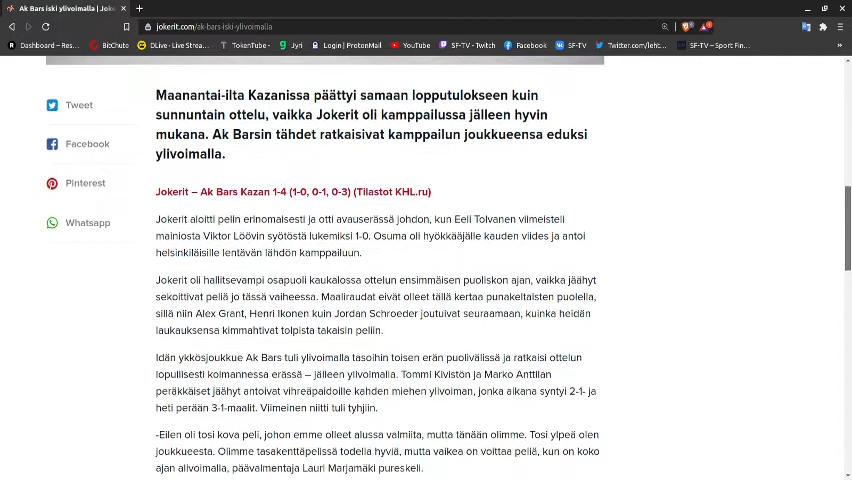 Ak Bars iski ylivoimalla | Jok
jokerit.com/ak-bars-iski-ylivoimalla
Dashboard – Res...
BitChuto
DLive · Live Strea...
TokenTube -
Jyri
Login | ProtonMail
YouTube
SF-TV - Twitch
Facebook
SF-TV
Twitter.com/leht...
SF-TV – Sport Fin...
Maanantai-ilta Kazanissa päättyi samaan lopputulokseen kuin
sunnuntain ottelu, vaikka Jokerit oli kamppailussa jälleen hyvin
mukana. Ak Barsin tähdet ratkaisivat kamppailun joukkueensa eduksi
ylivoimalla.
Tweet
Facebook
Pinterest
Whatsapp
Jokerit – Ak Bars Kazan 1-4 (1-0, 0-1, 0-3) (Tilastot KHL.ru)
Jokerit aloitti pelin erinomaisesti ja otti avauserässä johdon, kun Eeli Tolvanen viimeisteli
mainiosta Viktor Löövin syötöstä lukemiksi 1-0. Osuma oli hyökkääjälle kauden viides ja antoi
helsinkiläisille lentävän lähdön kamppailuun.
Jokerit oli hallitsevampi osapuoli kaukalossa ottelun ensimmäisen puoliskon ajan, vaikka jäähyt
sekoittivat peliä jo tässä vaiheessa. Maaliraudat eivät olleet tällä kertaa punakeltaisten puolella,
sillä niin Alex Grant, Henri Ikonen kuin Jordan Schroeder joutuivat seuraamaan, kuinka heidän
laukauksensa kimmahtivat tolpista takaisin peliin.
Idän ykkösjoukkue Ak Bars tuli ylivoimalla tasoihin toisen erän puolivälissä ja ratkaisi ottelun
lopullisesti kolmannessa erässä – jälleen ylivoimalla. Tommi Kivistön ja Marko Anttilan
peräkkäiset jäähyt antoivat vihreäpaidoille kahden miehen ylivoiman, jonka aikana syntyi 2-1- ja
heti perään 3-1-maalit. Viimeinen niitti tuli tyhjiin.
-Eilen oli tosi kova peli, johon emme olleet alussa valmiita, mutta tänään olimme. Tosi ylpeä olen
joukkueesta. Olimme tasakenttäpelissä todella hyviä, mutta vaikea on voittaa peliä, kun on koko
ajan alivoimalla, päävalmentaja Lauri Marjamäki pureskeli.